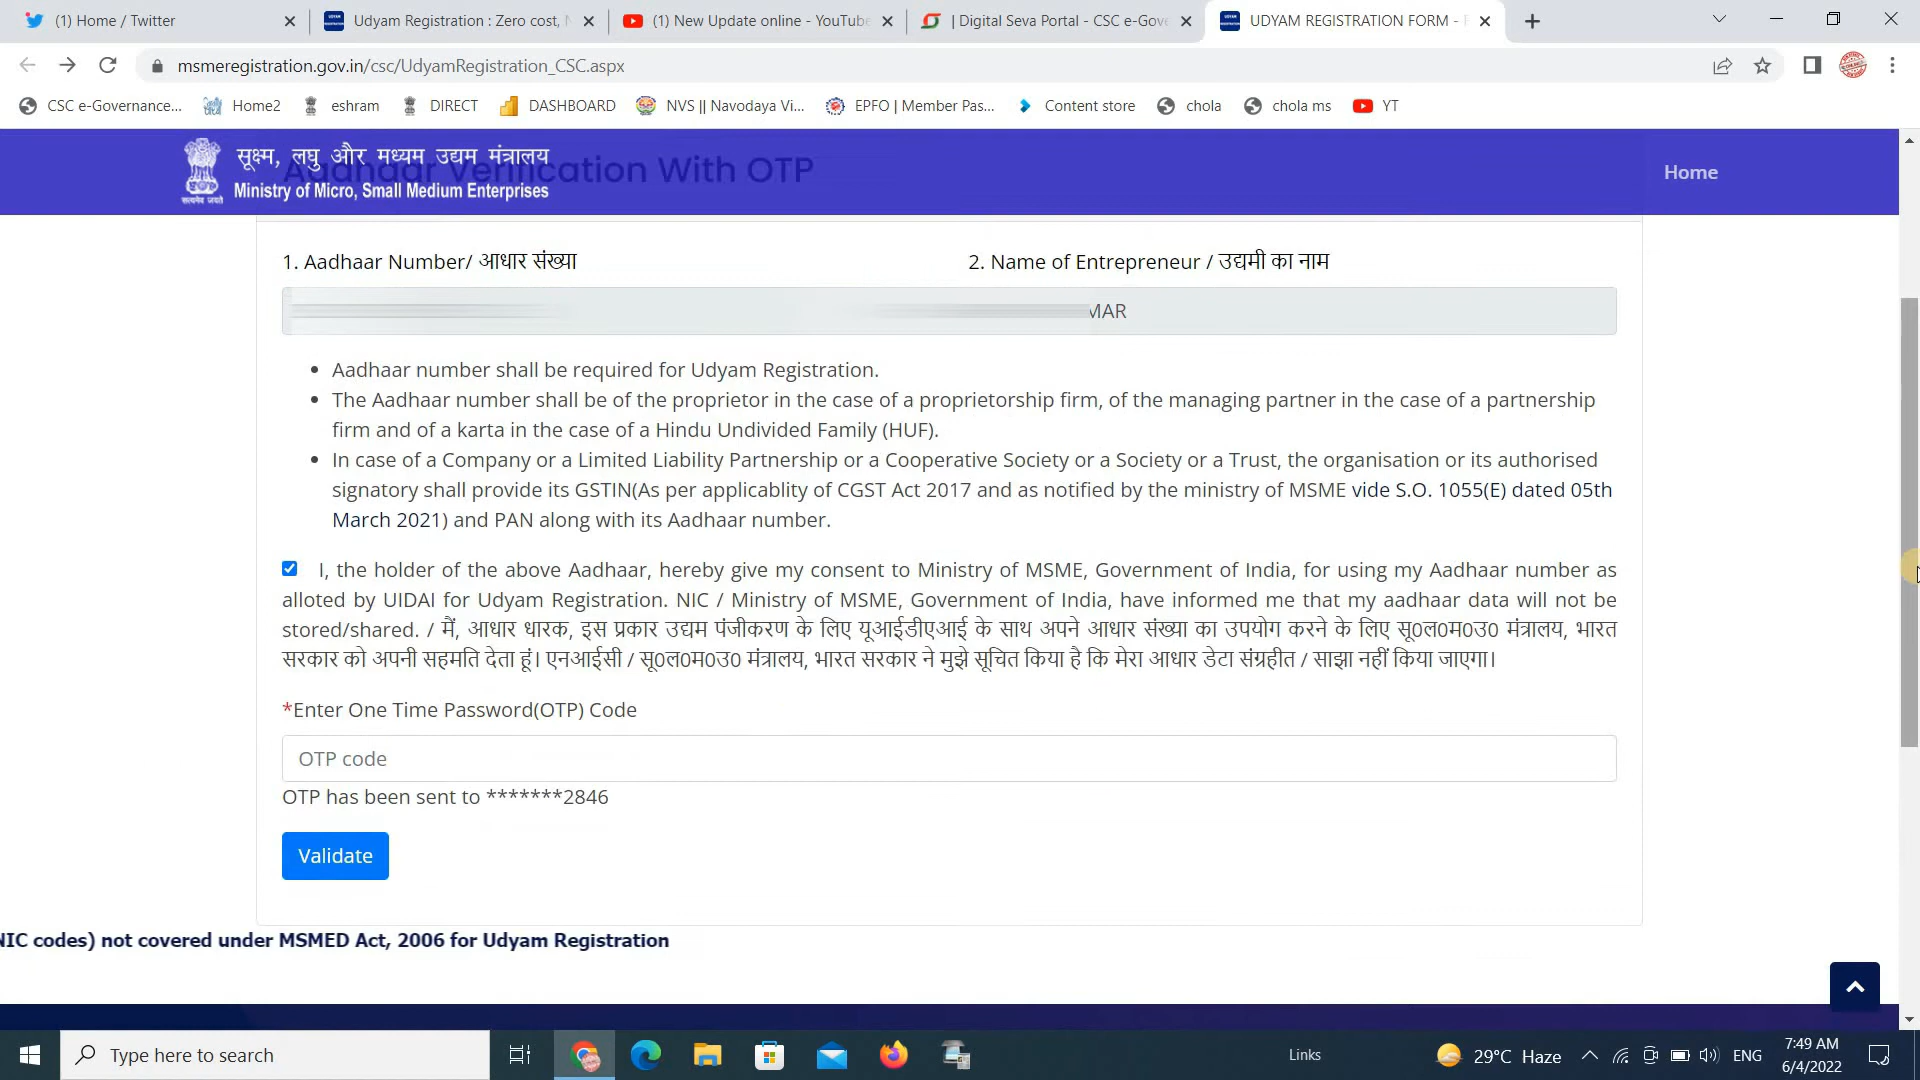 (1) Home / Twitter
Udyam Registration : Zero cost,
(1) New Update online - YouTube
| Digital Seva Portal - CSC e-Gove
UDYAM REGISTRATION FORM -
msmeregistration.gov.in/csc/UdyamRegistration_CSC.aspx
CSC e-Governance... Home2 eshram DIRECT DASHBOARD NVS || Navodaya Vi... EPFO | Member Pas... Content store chola chola ms YT
सूक्ष्म, लघु और मध्यम उद्यम मंत्रालय
Aadhaar Verification With OTP
सत्यमेव जयते
Ministry of Micro, Small Medium Enterprises
Home
1. Aadhaar Number/ आधार संख्या
2. Name of Entrepreneur / उद्यमी का नाम
MAR
• Aadhaar number shall be required for Udyam Registration.
• The Aadhaar number shall be of the proprietor in the case of a proprietorship firm, of the managing partner in the case of a partnership
firm and of a karta in the case of a Hindu Undivided Family (HUF).
• In case of a Company or a Limited Liability Partnership or a Cooperative Society or a Society or a Trust, the organisation or its authorised
signatory shall provide its GSTIN(As per applicablity of CGST Act 2017 and as notified by the ministry of MSME vide S.O. 1055(E) dated 05th
March 2021) and PAN along with its Aadhaar number.
I, the holder of the above Aadhaar, hereby give my consent to Ministry of MSME, Government of India, for using my Aadhaar number as
alloted by UIDAI for Udyam Registration. NIC / Ministry of MSME, Government of India, have informed me that my aadhaar data will not be
stored/shared. / मैं, आधार धारक, इस प्रकार उद्यम पंजीकरण के लिए यूआईडीएआई के साथ अपने आधार संख्या का उपयोग करने के लिए सू0ल0म0उ0 मंत्रालय, भारत
सरकार को अपनी सहमति देता हूं। एनआईसी / सू0ल0म0उ0 मंत्रालय, भारत सरकार ने मुझे सूचित किया है कि मेरा आधार डेटा संग्रहीत / साझा नहीं किया जाएगा।
*Enter One Time Password(OTP) Code
OTP code
OTP has been sent to *******2846
Validate
NIC codes) not covered under MSMED Act, 2006 for Udyam Registration
Type here to search
Links
29°C Haze
ENG
7:49 AM
6/4/2022